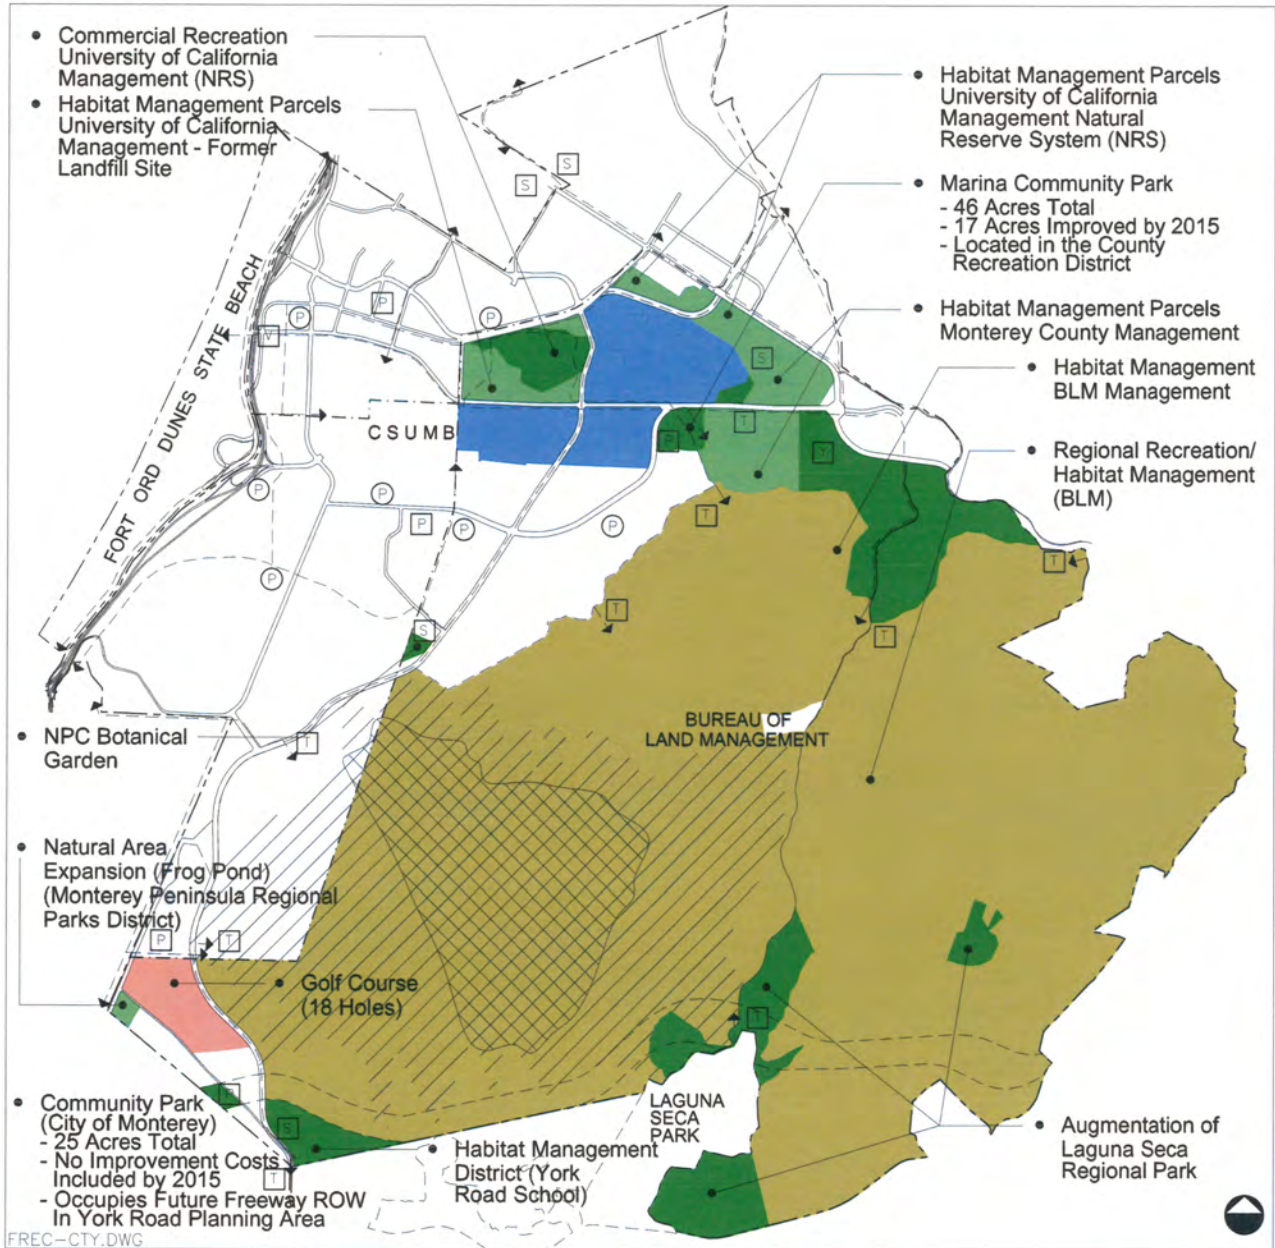 Commercial Recreation
University of California
Management (NRS)
Habitat Management Parcels
University of California
Management - Former
Landfill Site
Habitat Management Parcels
University of California
Management Natural
Reserve System (NRS)
Marina Community Park
- 46 Acres Total
- 17 Acres Improved by 2015
- Located in the County
Recreation District
Habitat Management Parcels
Monterey County Management
Habitat Management
BLM Management
Regional Recreation/
Habitat Management
(BLM)
FORT ORD DUNES STATE BEACH
S
S
P
P
P
V
S
CSUMB
P
T
Y
P
P
P
P
P
T
P
T
T
S
T
BUREAU OF
LAND MANAGEMENT
NPC Botanical
Garden
T
Natural Area
Expansion (Frog Pond)
(Monterey Peninsula Regional
Parks District)
P
T
Golf Course
(18 Holes)
T
Community Park
(City of Monterey)
- 25 Acres Total
- No Improvement Costs
Included by 2015
- Occupies Future Freeway ROW
In York Road Planning Area
P
S
T
Habitat Management
District (York
Road School)
LAGUNA
SECA
PARK
Augmentation of
Laguna Seca
Regional Park
FREC-CTY.DWG